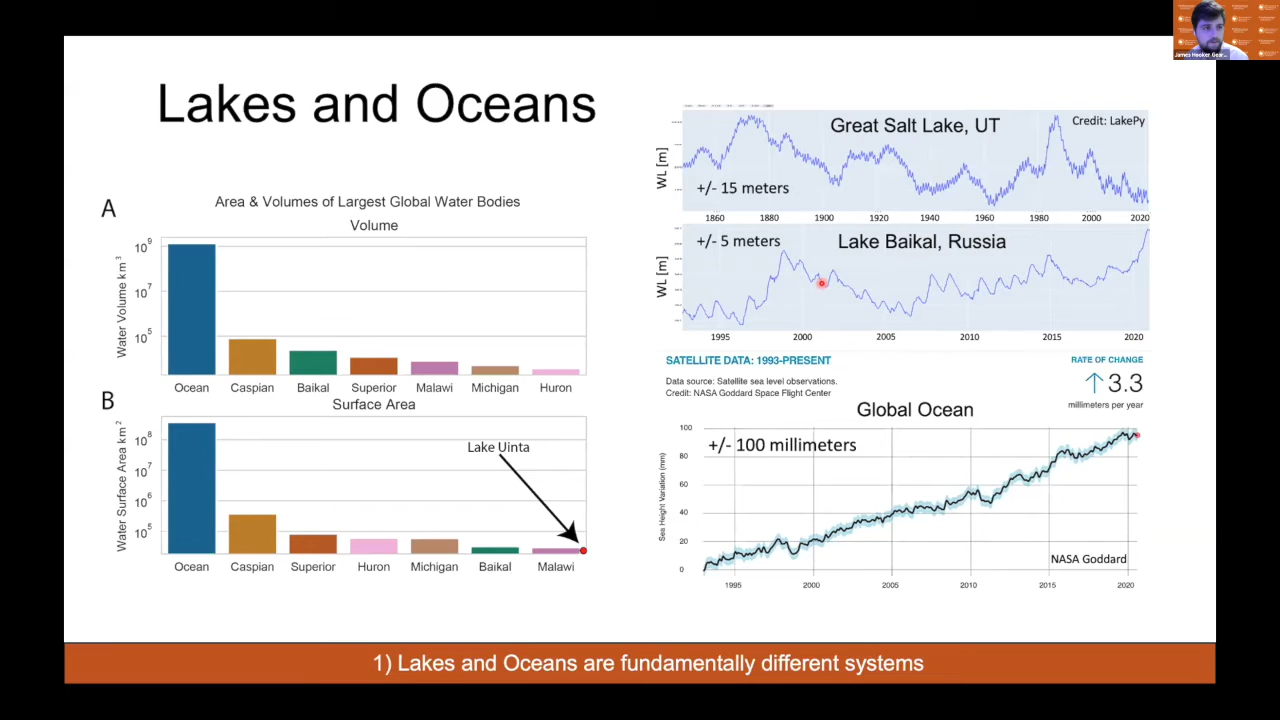 Lakes and Oceans
A
Area & Volumes of Largest Global Water Bodies
Volume
Water Volume km³
10⁹
10⁷
10⁵
Ocean Caspian Baikal Superior Malawi Michigan Huron
B
Surface Area
Water Surface Area km²
10⁸
10⁷
10⁶
10⁵
Lake Uinta
Ocean Caspian Superior Huron Michigan Baikal Malawi
Great Salt Lake, UT
Credit: LakePy
WL [m]
+/- 15 meters
1860 1880 1900 1920 1940 1960 1980 2000 2020
+/- 5 meters
Lake Baikal, Russia
WL [m]
1995 2000 2005 2010 2015 2020
SATELLITE DATA: 1993-PRESENT
Data source: Satellite sea level observations.
Credit: NASA Goddard Space Flight Center
RATE OF CHANGE
3.3
millimeters per year
Global Ocean
+/- 100 millimeters
Sea Height Variation (mm)
100
80
60
40
20
0
NASA Goddard
1995 2000 2005 2010 2015 2020
1) Lakes and Oceans are fundamentally different systems
James Hooker Gear...